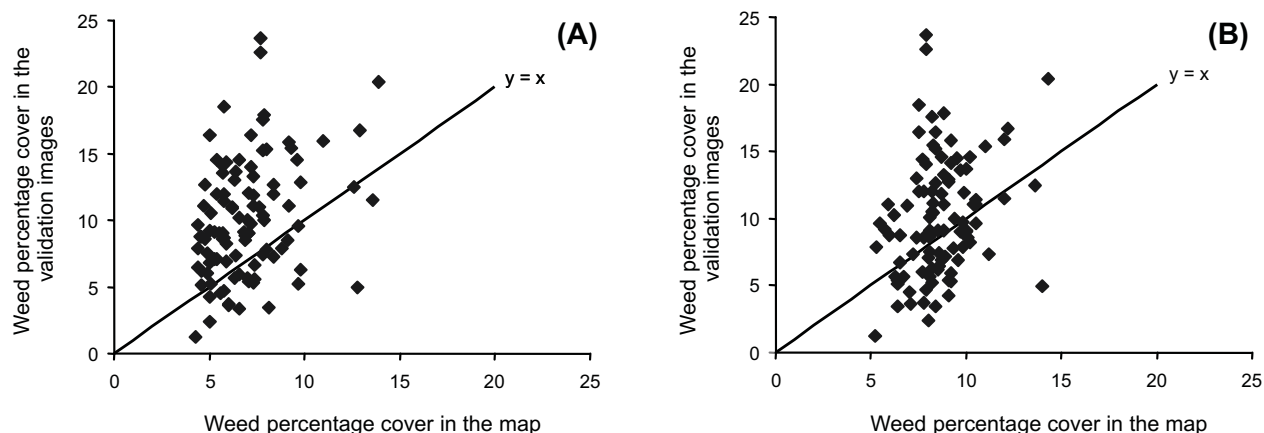 (A)
Weed percentage cover in the
validation images
25
20
15
10
5
0
y = x
0 5 10 15 20 25
Weed percentage cover in the map
(B)
Weed percentage cover in the
validation images
25
20
15
10
5
0
y = x
0 5 10 15 20 25
Weed percentage cover in the map